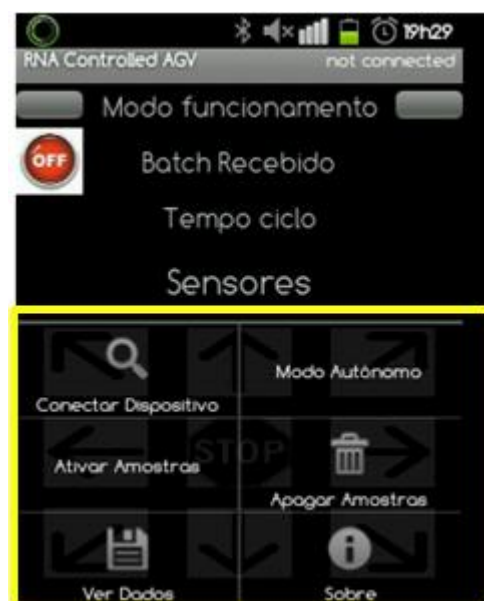 19h29
RNA Controlled AGV not connected
Modo funcionamento
OFF
Batch Recebido
Tempo ciclo
Sensores
Modo Autónomo
Conectar Dispositivo
Ativar Amostras
STOP
Apagar Amostras
Ver Dados
Sobre